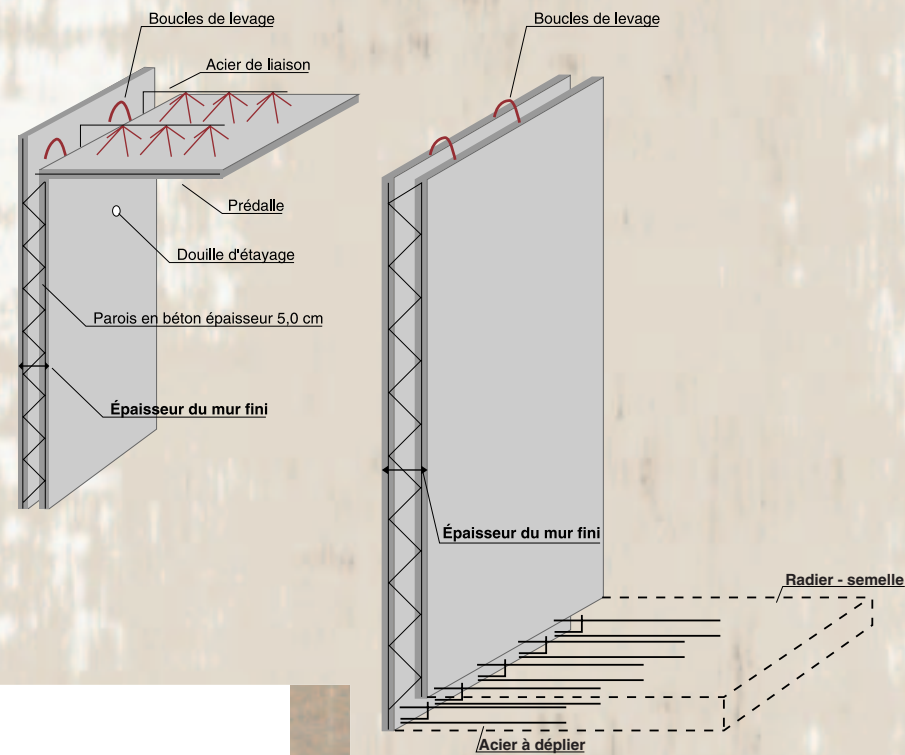 Boucles de levage
Acier de liaison
Prédalle
Douille d'étayage
Parois en béton épaisseur 5,0 cm
Épaisseur du mur fini
Boucles de levage
Épaisseur du mur fini
Radier - semelle
Acier à déplier